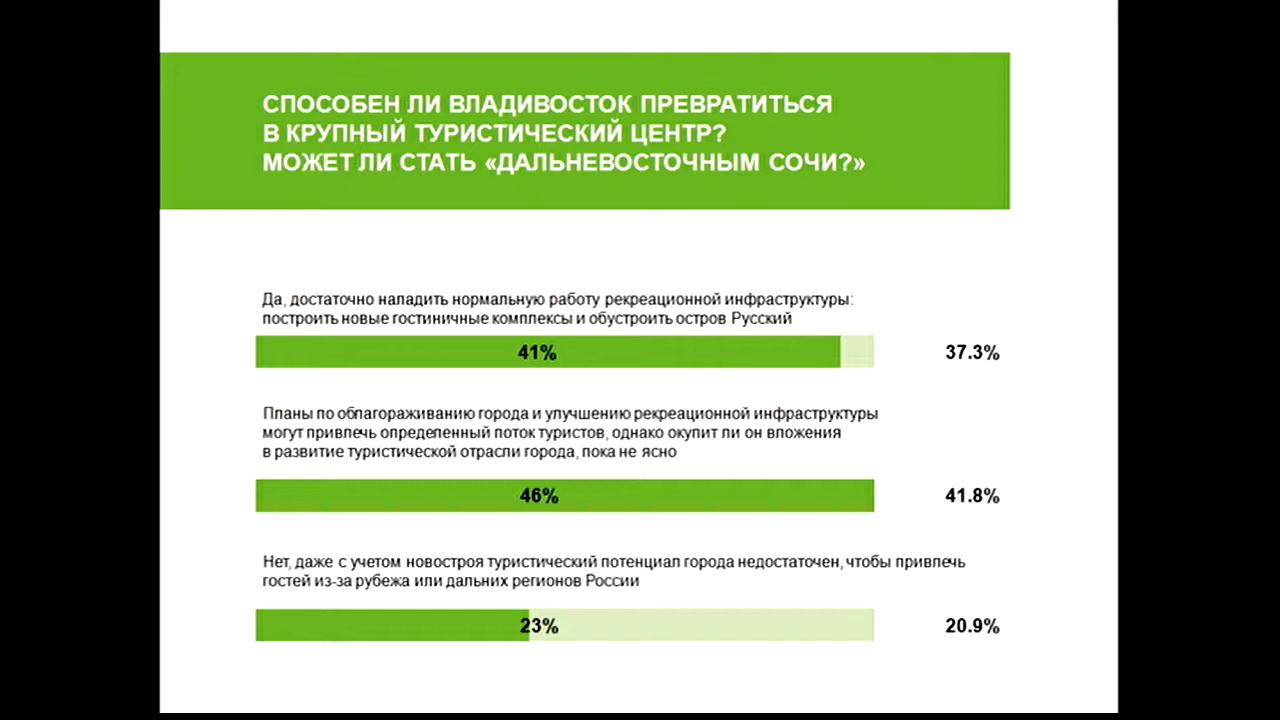 СПОСОБЕН ЛИ ВЛАДИВОСТОК ПРЕВРАТИТЬСЯ
В КРУПНЫЙ ТУРИСТИЧЕСКИЙ ЦЕНТР?
МОЖЕТ ЛИ СТАТЬ «ДАЛЬНЕВОСТОЧНЫМ СОЧИ?»
Да, достаточно наладить нормальную работу рекреационной инфраструктуры:
построить новые гостиничные комплексы и обустроить остров Русский
41% 37.3%
Планы по облагораживанию города и улучшению рекреационной инфраструктуры
могут привлечь определенный поток туристов, однако окупит ли он вложения
в развитие туристической отрасли города, пока не ясно
46% 41.8%
Нет, даже с учетом новостроя туристический потенциал города недостаточен, чтобы привлечь
гостей из-за рубежа или дальних регионов России
23% 20.9%